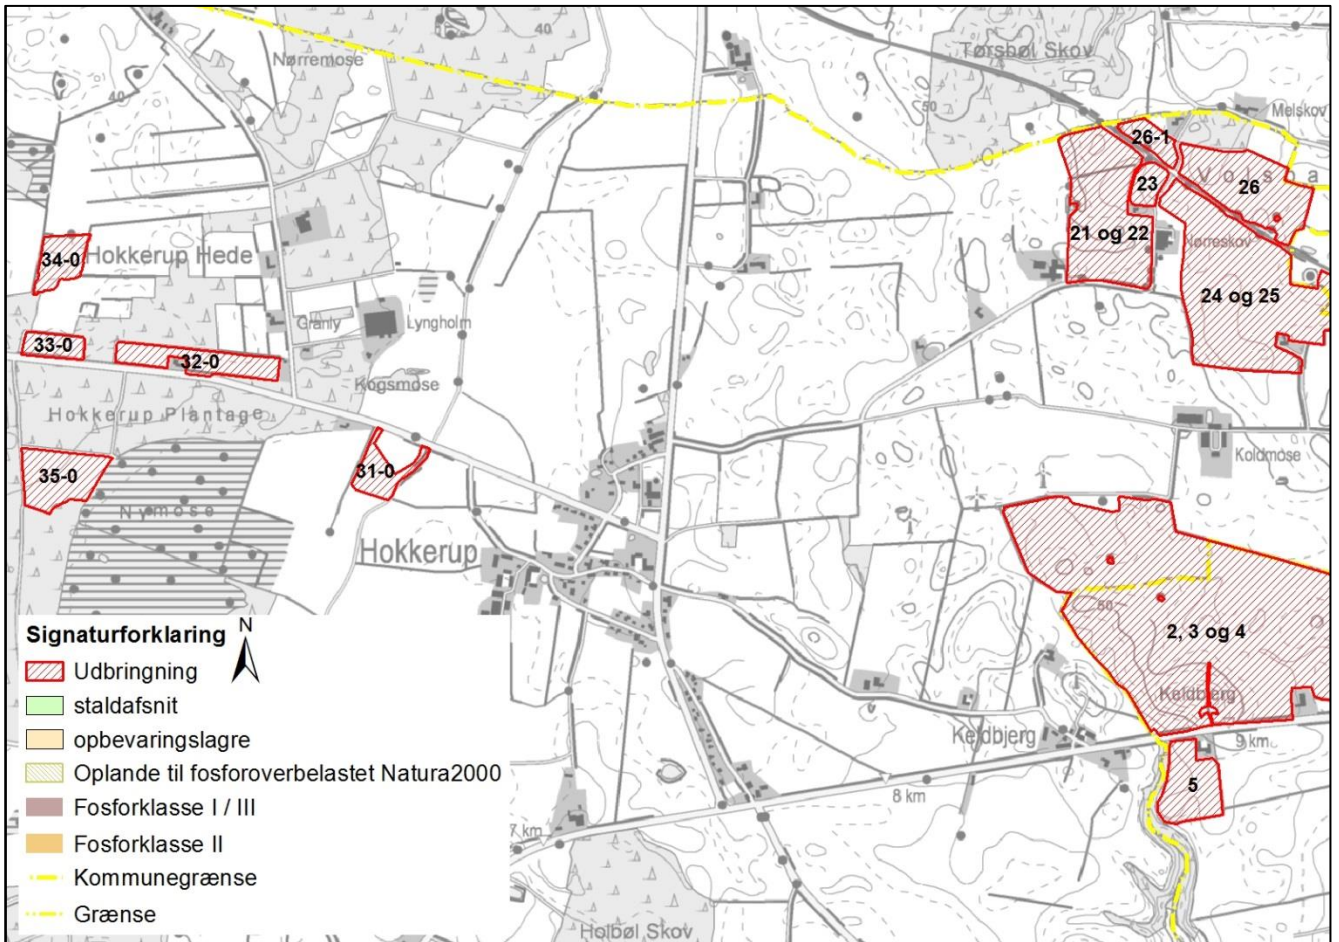 40
Tørsbøl Skov
Nørremose
40
50
Melskov
26-1
23
26
21 og 22
Nørreskov
34-0
Hokkerup Hede
24 og 25
Granly
Lyngholm
33-0
32-0
Kogsmose
Hokkerup Plantage
Koldmose
35-0
31-0
Nymose
Hokkerup
50
2, 3 og 4
Keldbjerg
Keldbjerg
9 km
5
8 km
7 km
Holbøl Skov
Signaturforklaring
N
Udbringning
staldafsnit
opbevaringslagre
Oplande til fosforoverbelastet Natura2000
Fosforklasse I / III
Fosforklasse II
Kommunegrænse
Grænse